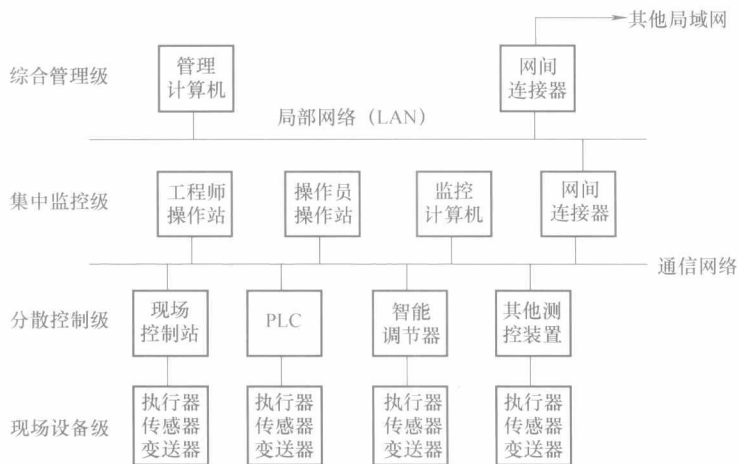 其他局域网
综合管理级
管理
计算机
网间
连接器
局部网络（LAN）
集中监控级
工程师
操作站
操作员
操作站
监控
计算机
网间
连接器
通信网络
分散控制级
现场
控制站
PLC
智能
调节器
其他测
控装置
现场设备级
执行器
传感器
变送器
执行器
传感器
变送器
执行器
传感器
变送器
执行器
传感器
变送器